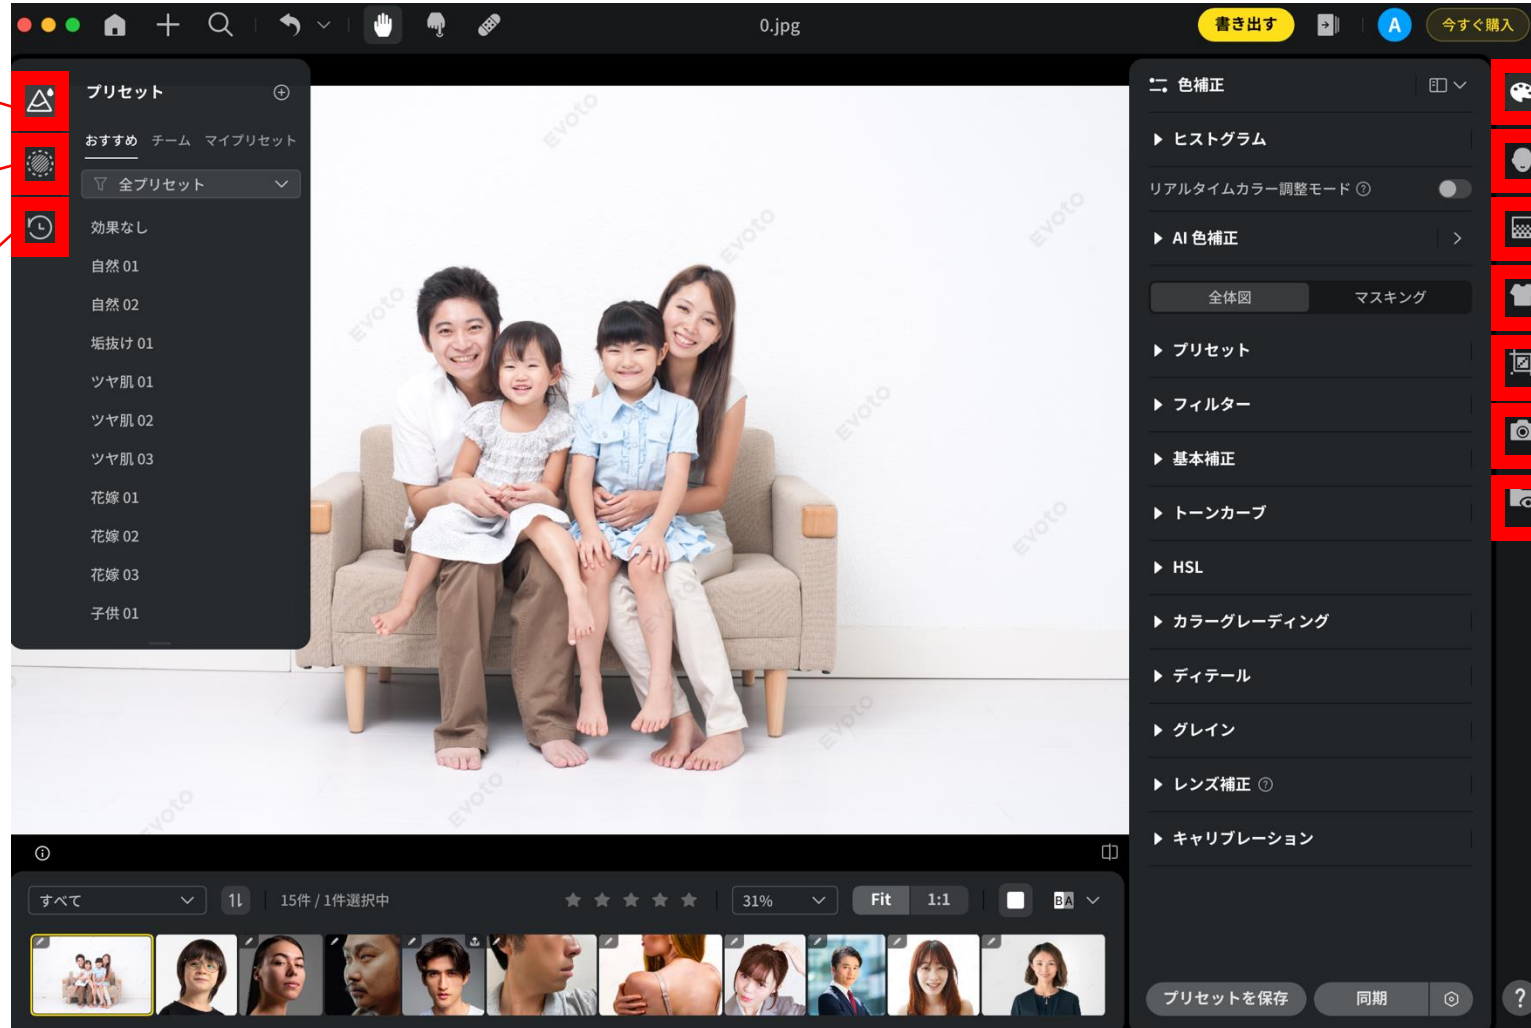 0.jpg
書き出す
A
今すぐ購入
プリセット
おすすめ チーム マイプリセット
全プリセット
効果なし
自然 01
自然 02
垢抜け 01
ツヤ肌 01
ツヤ肌 02
ツヤ肌 03
花嫁 01
花嫁 02
花嫁 03
子供 01
evoto
evoto
evoto
evoto
evoto
evoto
evoto
evoto
evoto
色補正
ヒストグラム
リアルタイムカラー調整モード ?
AI 色補正
全体図 マスキング
プリセット
フィルター
基本補正
トーンカーブ
HSL
カラーグレーディング
ディテール
グレイン
レンズ補正 ?
キャリブレーション
すべて
15件 / 1件選択中
31%
Fit 1:1
BA
プリセットを保存 同期
?